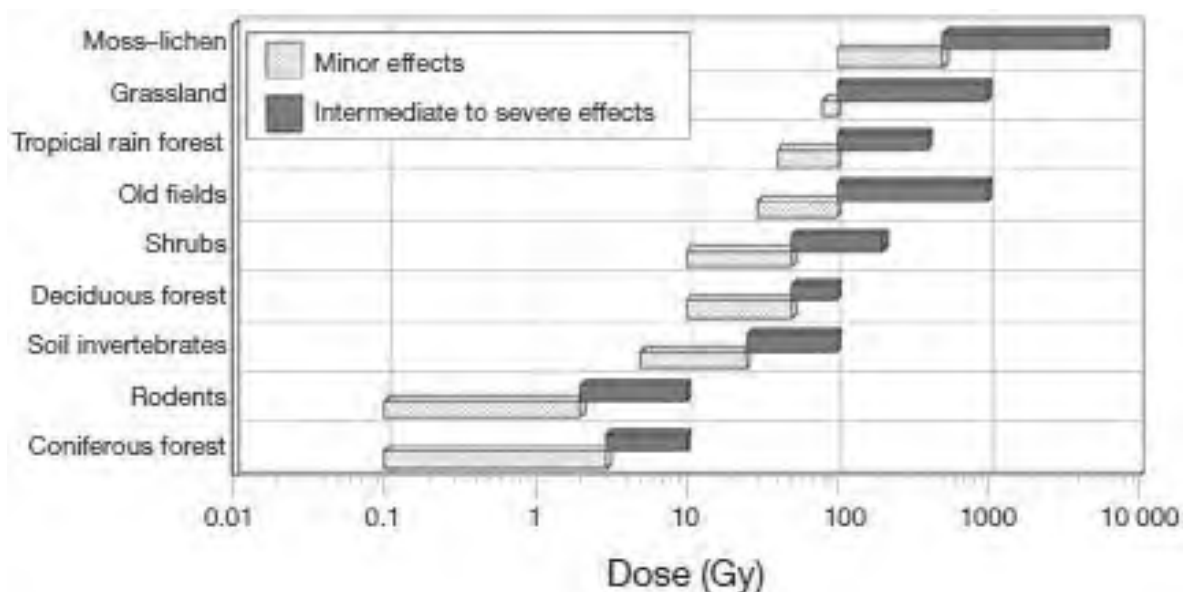 Moss–lichen
Minor effects
Grassland
Intermediate to severe effects
Tropical rain forest
Old fields
Shrubs
Deciduous forest
Soil invertebrates
Rodents
Coniferous forest
0.01 0.1 1 10 100 1000 10 000
Dose (Gy)